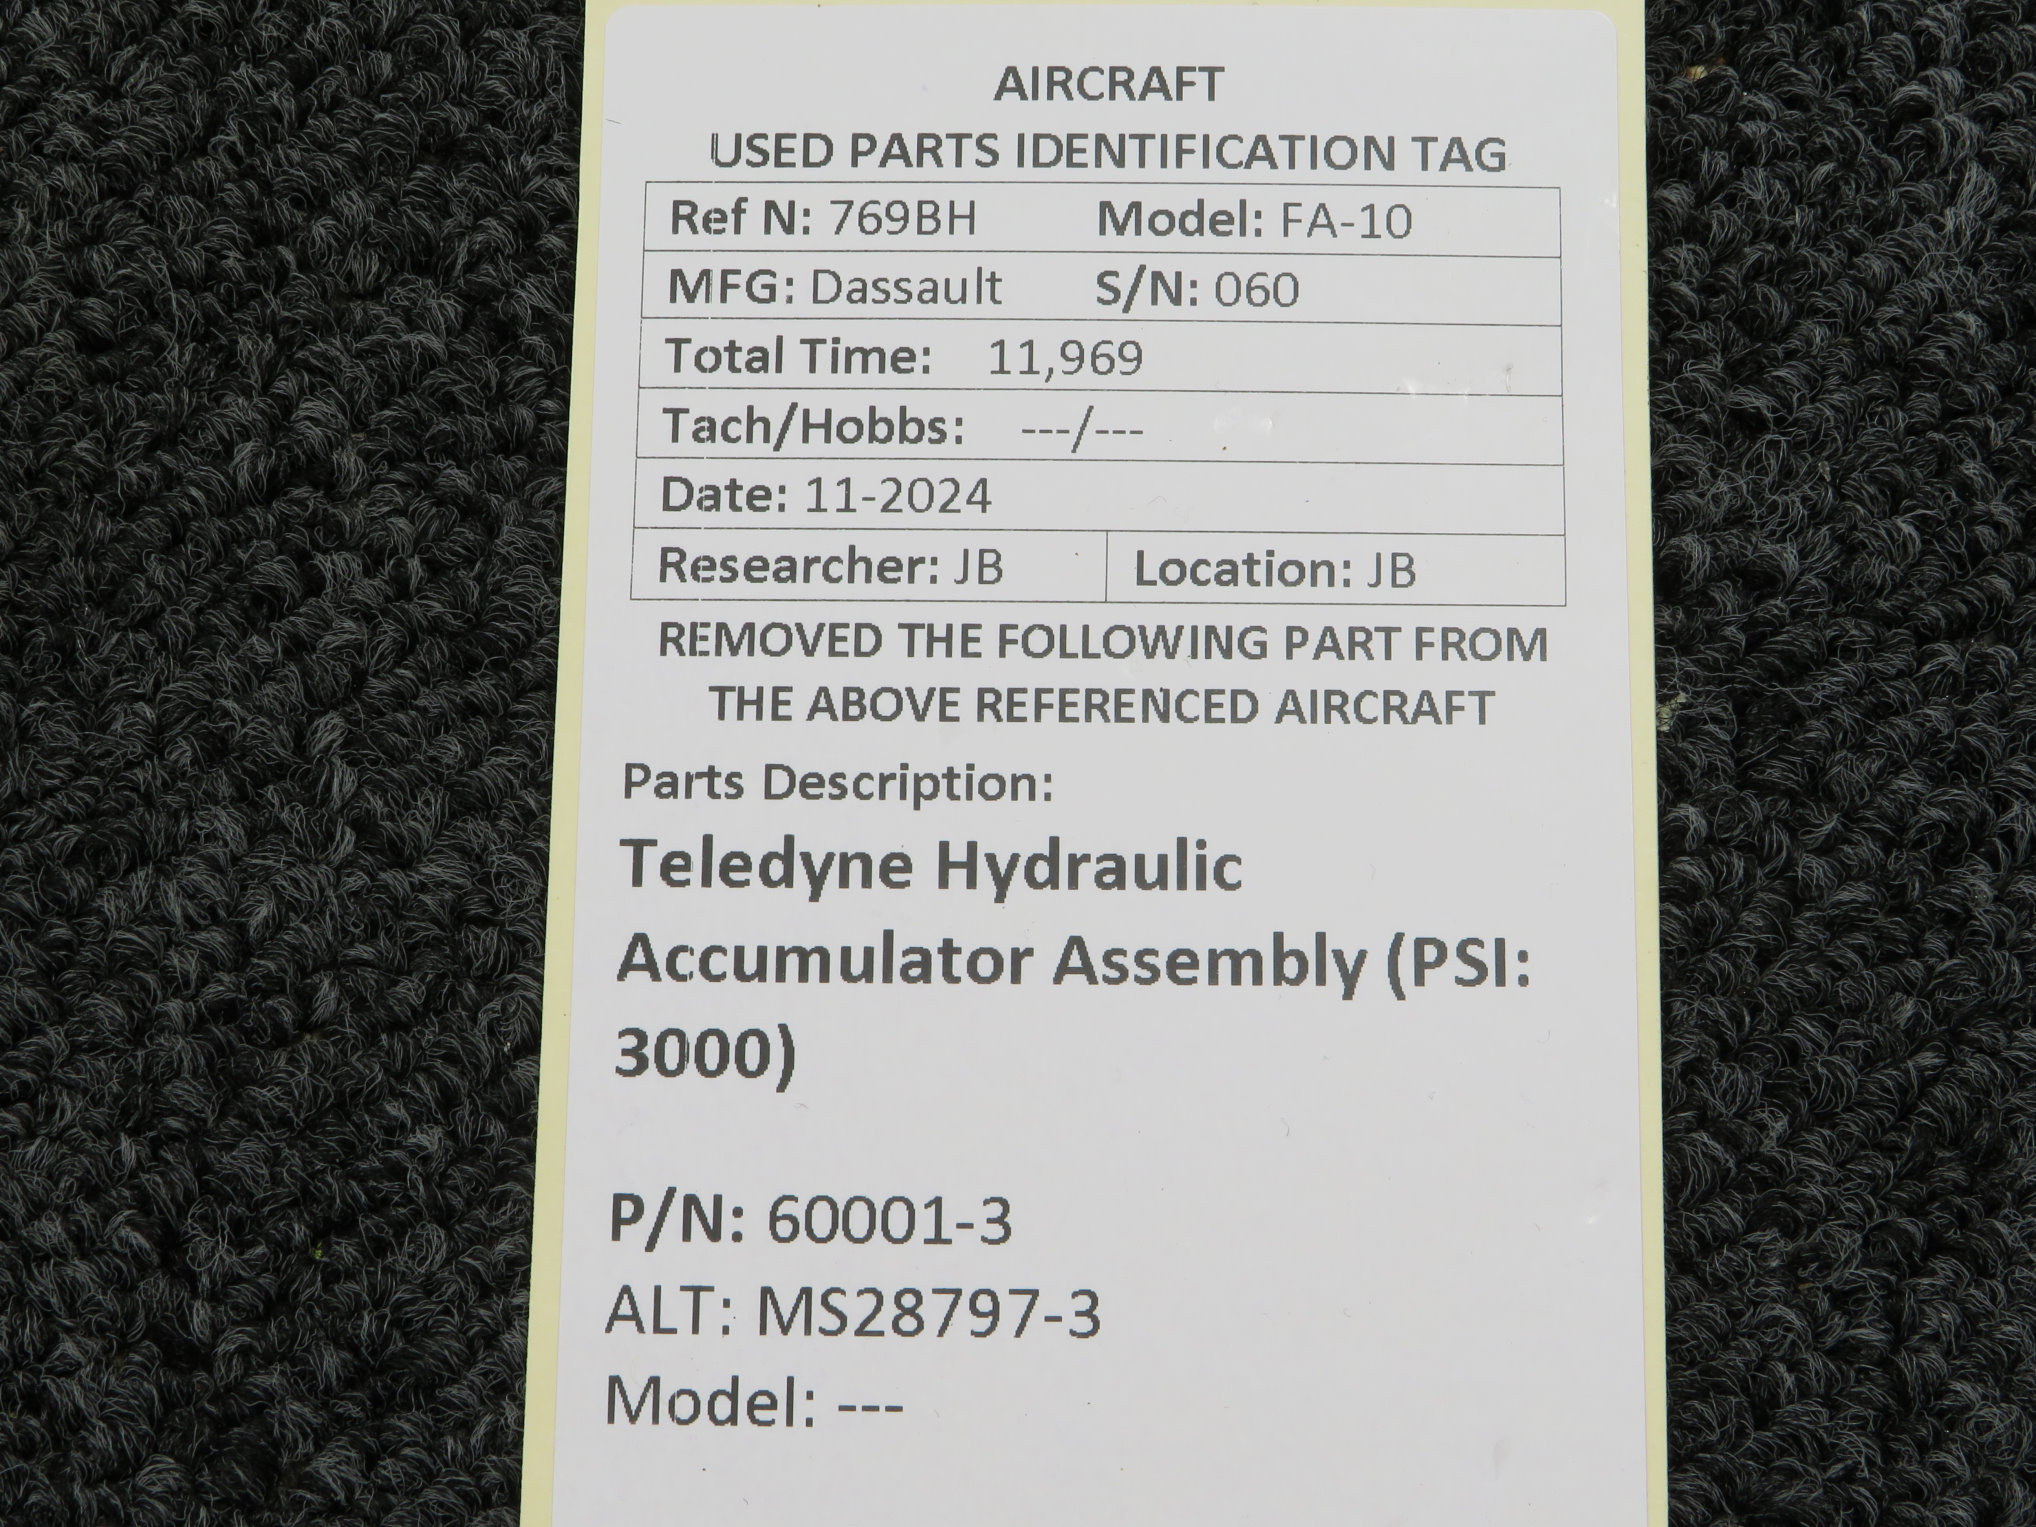 AIRCRAFT
USED PARTS IDENTIFICATION TAG
Ref N: 769BH Model: FA-10
MFG: Dassault S/N: 060
Total Time: 11,969
Tach/Hobbs: ---/---
Date: 11-2024
Researcher: JB Location: JB
REMOVED THE FOLLOWING PART FROM
THE ABOVE REFERENCED AIRCRAFT
Parts Description:
Teledyne Hydraulic
Accumulator Assembly (PSI:
3000)
P/N: 60001-3
ALT: MS28797-3
Model: ---